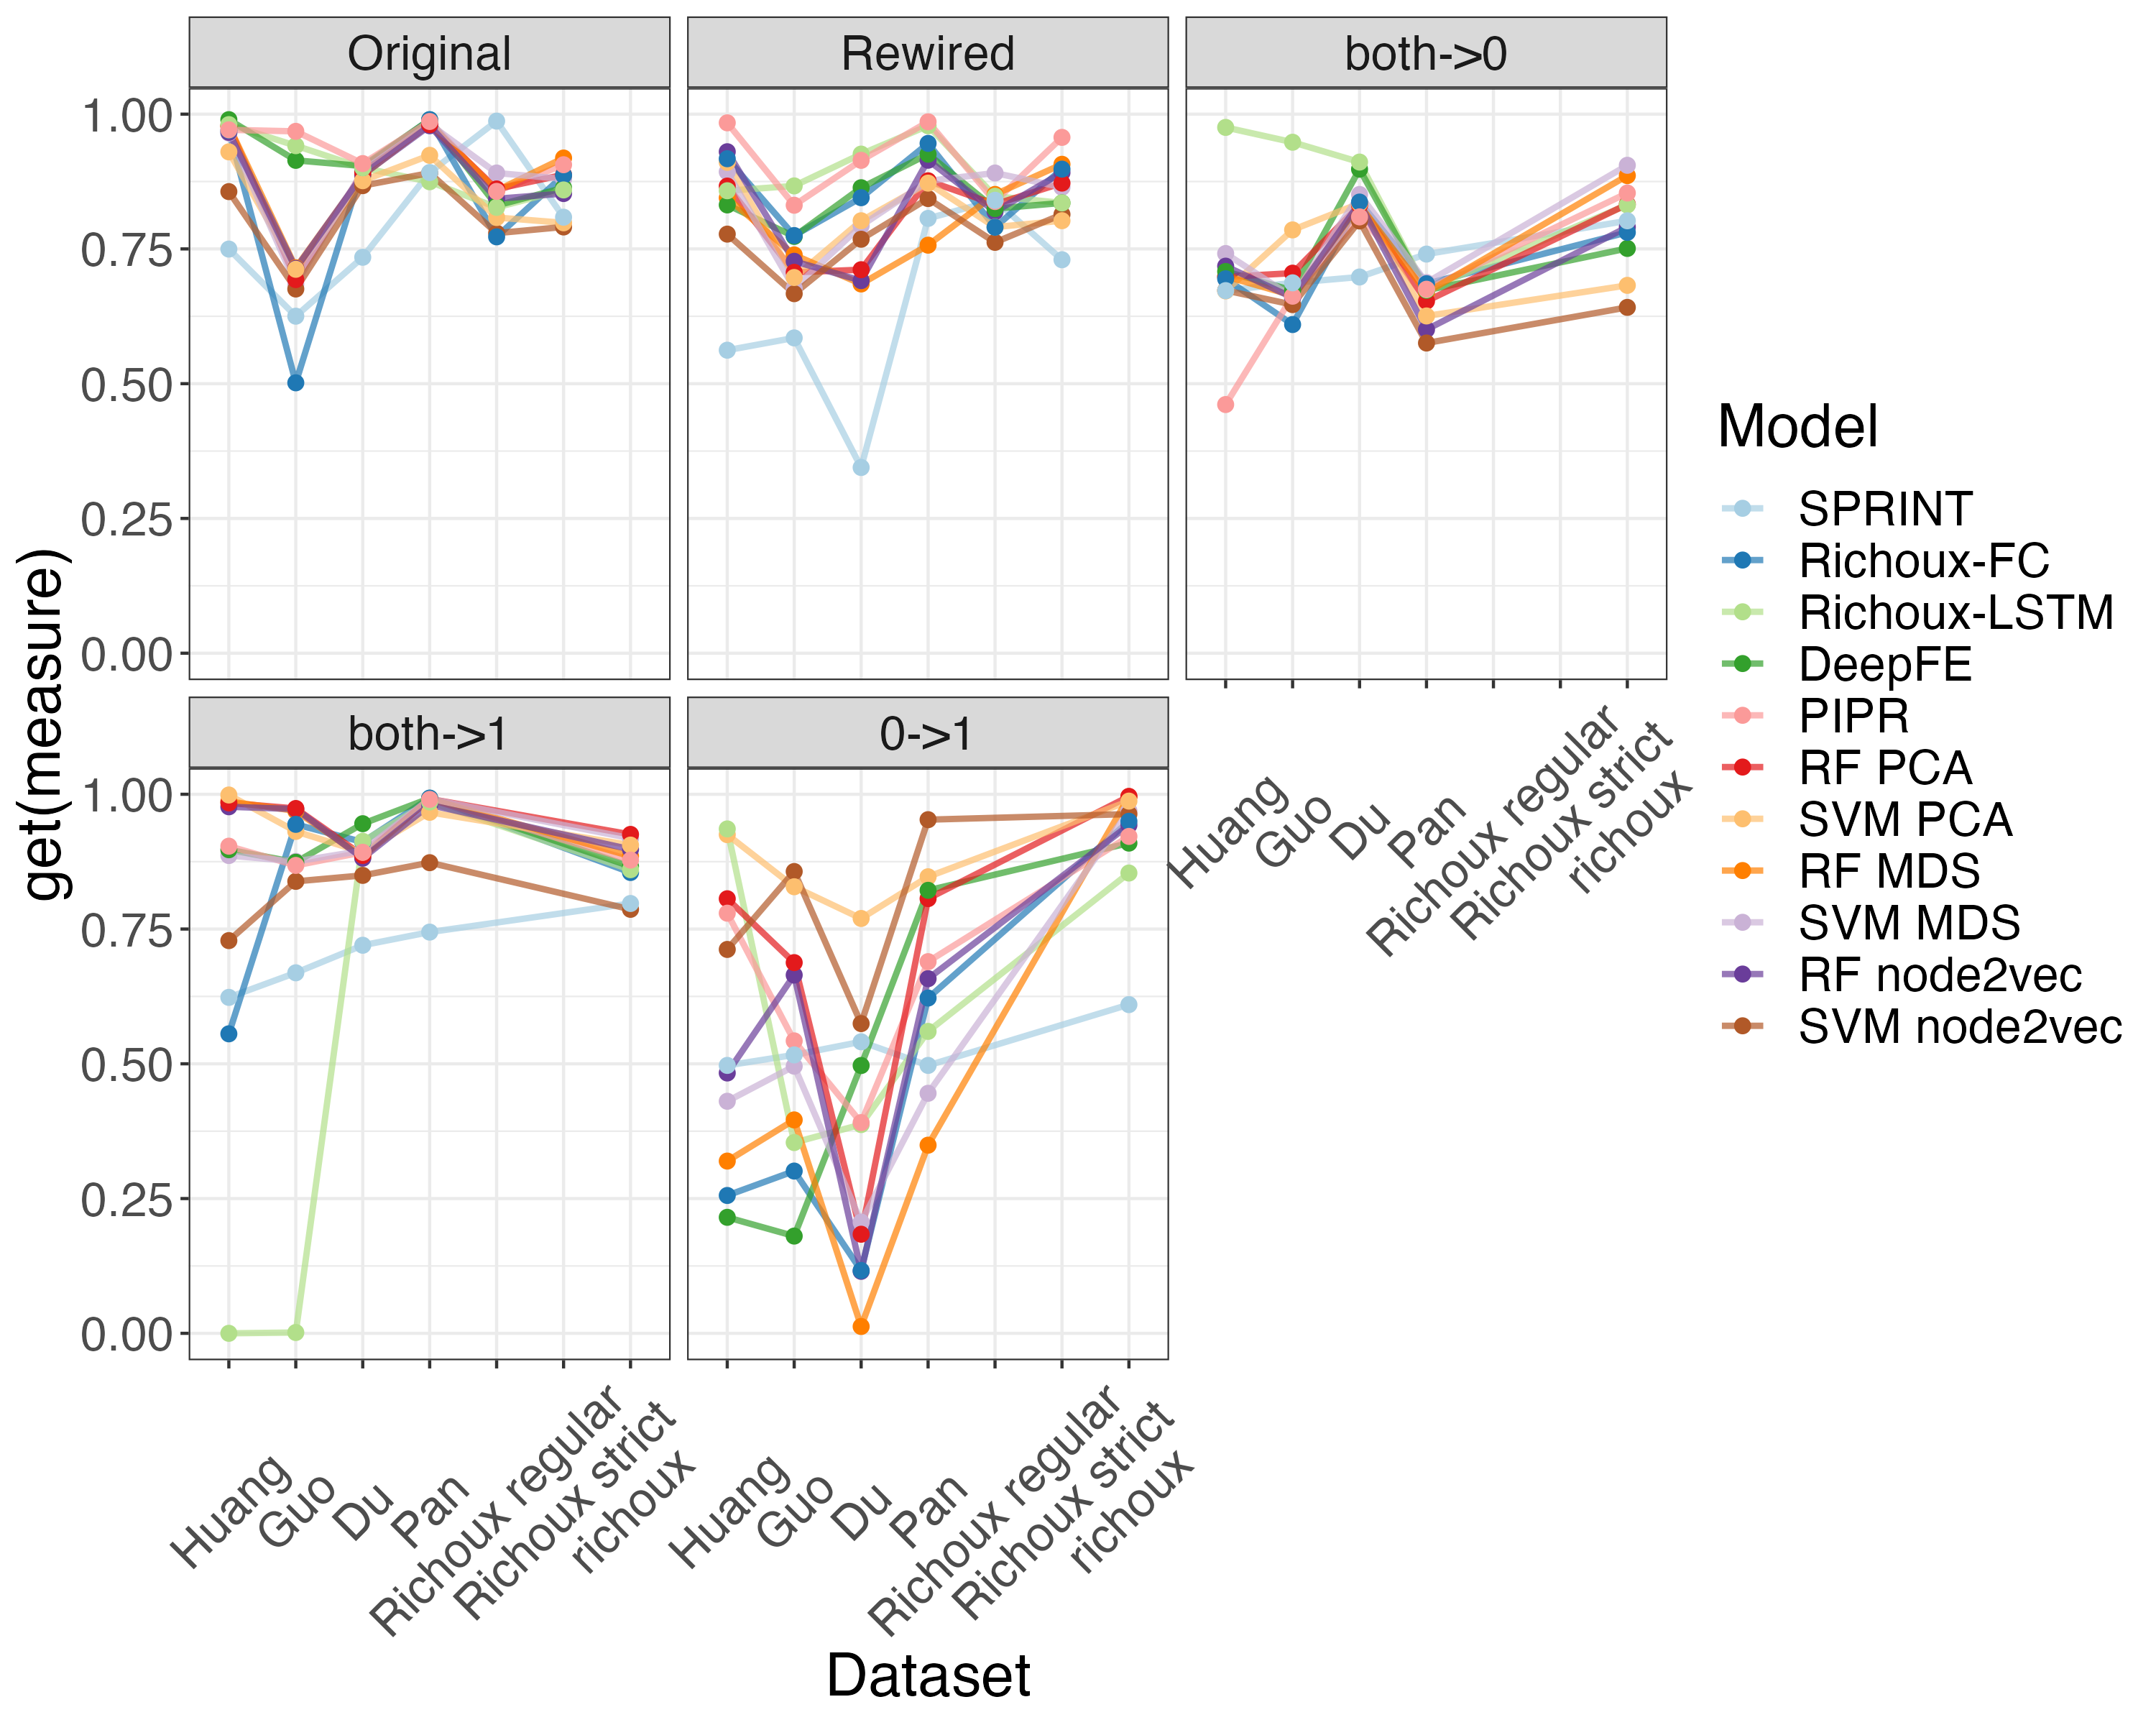 Original
Rewired
both->0
1.00
0.75
0.50
0.25
0.00
Huang
Guo
Du
Pan
Richoux regular
Richoux strict
richoux
both->1
0->1
1.00
0.75
0.50
0.25
0.00
Huang
Guo
Du
Pan
Richoux regular
Richoux strict
richoux
Huang
Guo
Du
Pan
Richoux regular
Richoux strict
richoux
get(measure)
Dataset
Model
SPRINT
Richoux-FC
Richoux-LSTM
DeepFE
PIPR
RF PCA
SVM PCA
RF MDS
SVM MDS
RF node2vec
SVM node2vec